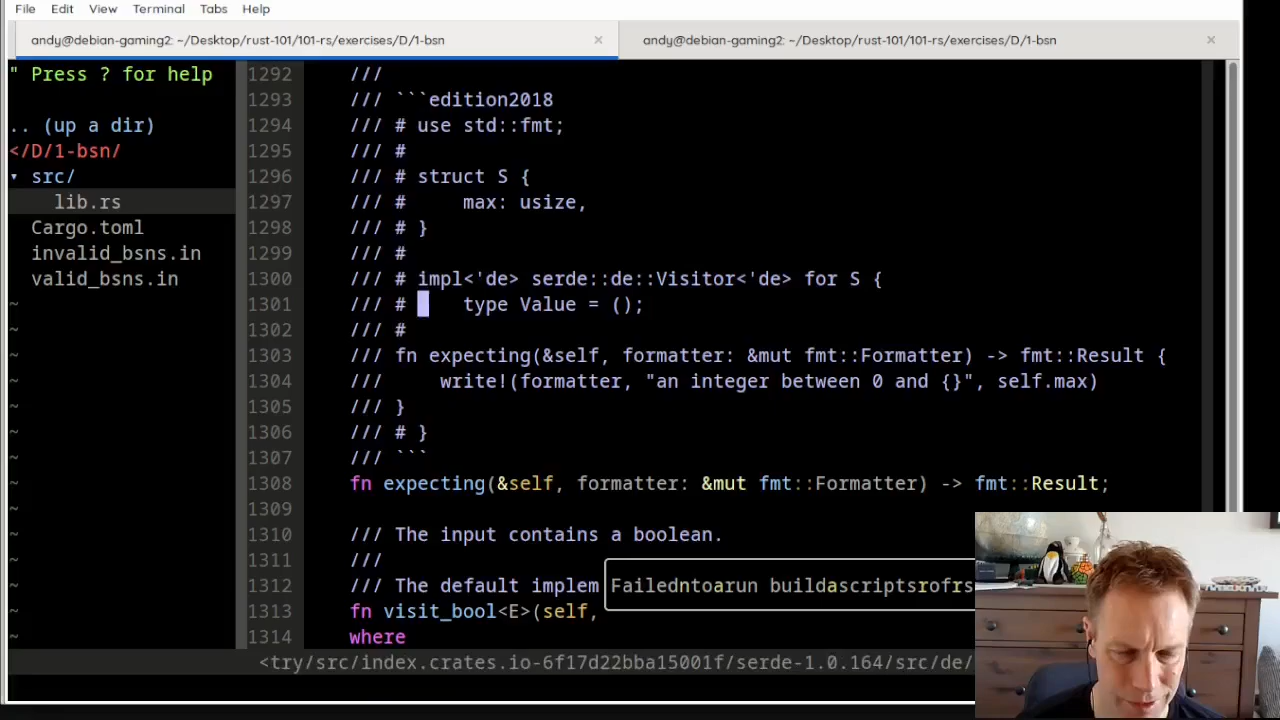 File Edit View Terminal Tabs Help
andy@debian-gaming2: ~/Desktop/rust-101/101-rs/exercises/D/1-bsn × andy@debian-gaming2: ~/Desktop/rust-101/101-rs/exercises/D/1-bsn ×
" Press ? for help
.. (up a dir)
</D/1-bsn/
▾ src/
lib.rs
Cargo.toml
invalid_bsns.in
valid_bsns.in
~
~
~
~
~
~
~
~
~
~
~
~
~
~
1292 ///
1293 /// ```edition2018
1294 /// # use std::fmt;
1295 /// #
1296 /// # struct S {
1297 /// #     max: usize,
1298 /// # }
1299 /// #
1300 /// # impl<'de> serde::de::Visitor<'de> for S {
1301 /// #     type Value = ();
1302 /// #
1303 /// fn expecting(&self, formatter: &mut fmt::Formatter) -> fmt::Result {
1304 ///     write!(formatter, "an integer between 0 and {}", self.max)
1305 /// }
1306 /// # }
1307 /// ```
1308 fn expecting(&self, formatter: &mut fmt::Formatter) -> fmt::Result;
1309
1310 /// The input contains a boolean.
1311 ///
1312 /// The default implem
Failedntoarun buildascriptsrofrs
1313 fn visit_bool<E>(self,
1314 where
<try/src/index.crates.io-6f17d22bba15001f/serde-1.0.164/src/de/